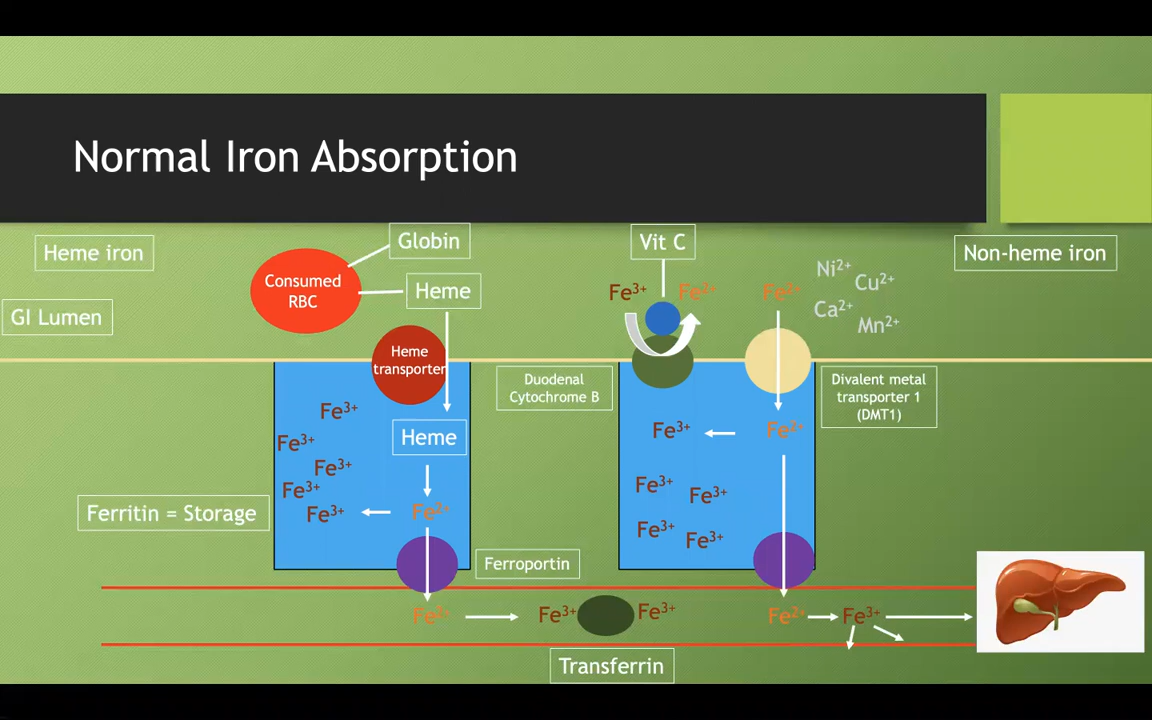 Normal Iron Absorption
Heme iron
Globin
Vit C
Non-heme iron
Consumed
RBC
Heme
GI Lumen
Fe³⁺
Fe²⁺
Fe²⁺
Ni²⁺
Cu²⁺
Ca²⁺
Mn²⁺
Heme
transporter
Duodenal
Cytochrome B
Divalent metal
transporter 1
(DMT1)
Fe³⁺
Fe³⁺
Fe³⁺
Fe³⁺
Fe³⁺
Heme
Fe²⁺
Fe³⁺
Fe²⁺
Fe³⁺
Fe³⁺
Fe³⁺
Fe³⁺
Ferritin = Storage
Ferroportin
Fe²⁺
Fe³⁺
Fe³⁺
Fe²⁺
Fe³⁺
Transferrin